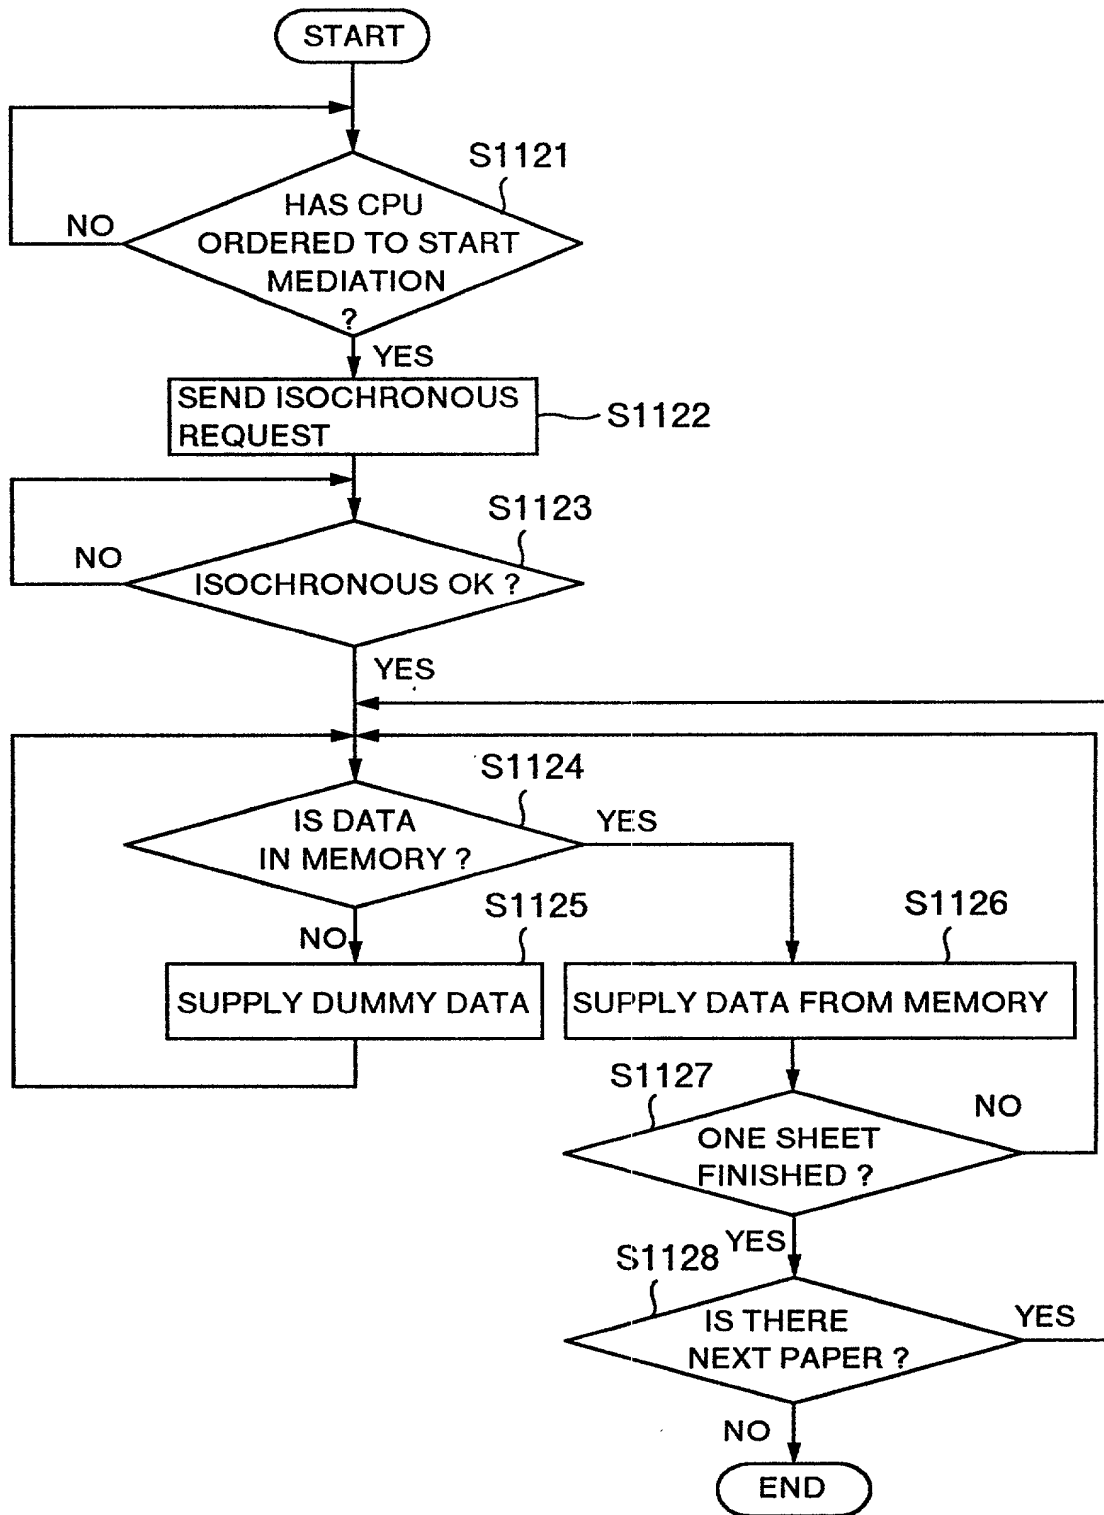 START
S1121
HAS CPU
ORDERED TO START
MEDIATION
?
NO
YES
SEND ISOCHRONOUS
REQUEST
S1122
S1123
NO
ISOCHRONOUS OK ?
YES
S1124
IS DATA
IN MEMORY ?
YES
NO
S1125
SUPPLY DUMMY DATA
S1126
SUPPLY DATA FROM MEMORY
S1127
ONE SHEET
FINISHED ?
NO
YES
S1128
IS THERE
NEXT PAPER ?
YES
NO
END